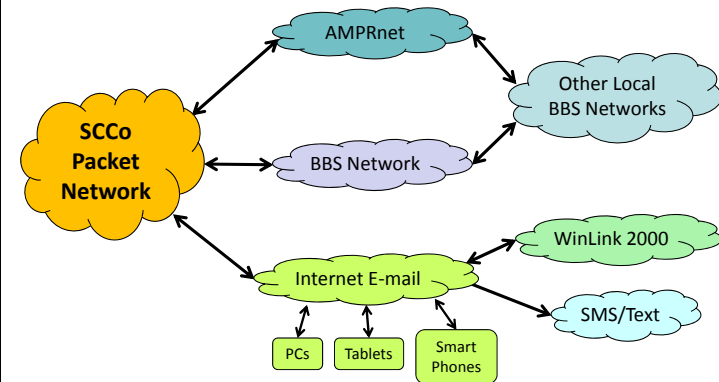 AMPRnet
Other Local
BBS Networks
SCCo
Packet
Network
BBS Network
WinLink 2000
Internet E-mail
SMS/Text
PCs
Tablets
Smart
Phones